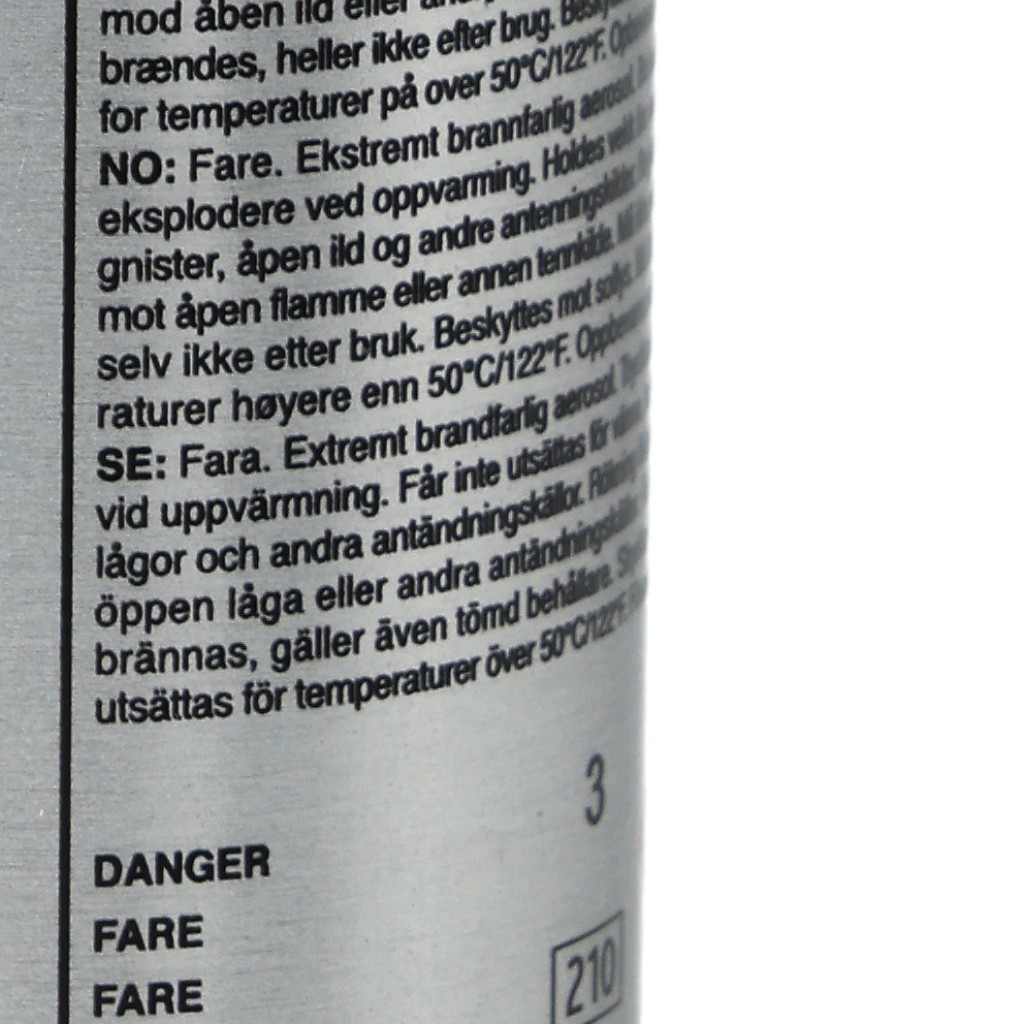 mod åben ild eller
brændes, heller ikke efter brug.
for temperaturer på over 50°C/122°F.
NO: Fare. Ekstremt brannfarlig aerosol.
eksplodere ved oppvarming. Holdes
gnister, åpen ild og andre antenningskilder.
mot åpen flamme eller annen tennkilde.
selv ikke etter bruk. Beskyttes mot sollys.
raturer høyere enn 50°C/122°F.
SE: Fara. Extremt brandfarlig aerosol.
vid uppvärmning. Får inte utsättas för
lågor och andra antändningskällor.
öppen låga eller andra
brännas, gäller även tömd behållare.
utsättas för temperaturer över 50°C/122°F.
3
DANGER
FARE
210
FARE